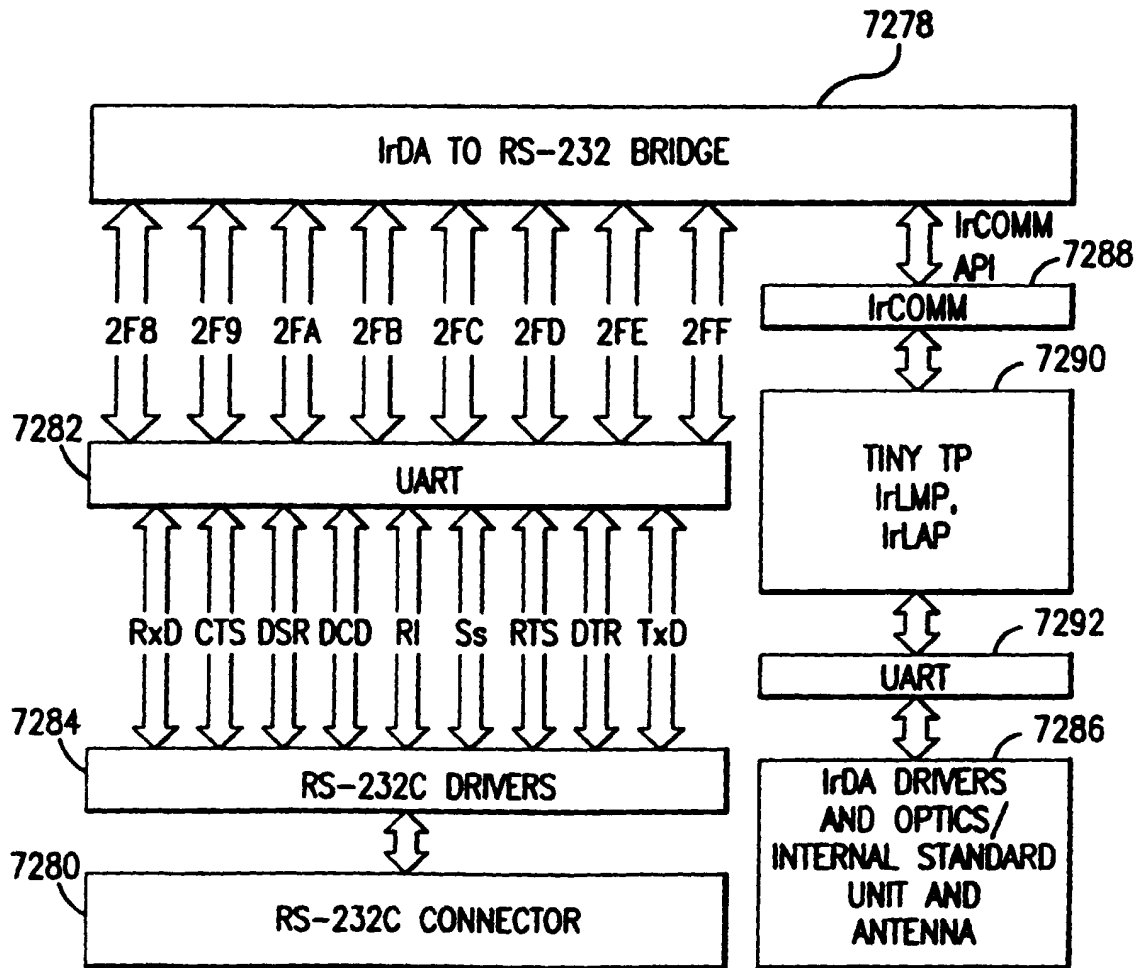 7278
IrDA TO RS-232 BRIDGE
IrCOMM
API
7288
2F8 2F9 2FA 2FB 2FC 2FD 2FE 2FF
IrCOMM
7290
7282
UART
TINY TP
IrLMP,
IrLAP
RxD CTS DSR DCD RI Ss RTS DTR TxD
7292
UART
7284
RS-232C DRIVERS
7286
IrDA DRIVERS
AND OPTICS/
INTERNAL STANDARD
UNIT AND
ANTENNA
7280
RS-232C CONNECTOR